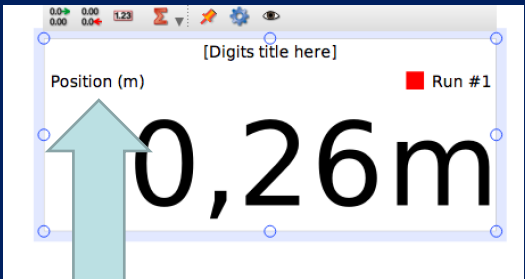 0.0 0.00 1.23 Σ
0.00 0.0
[Digits title here]
Position (m) Run #1
0,26m